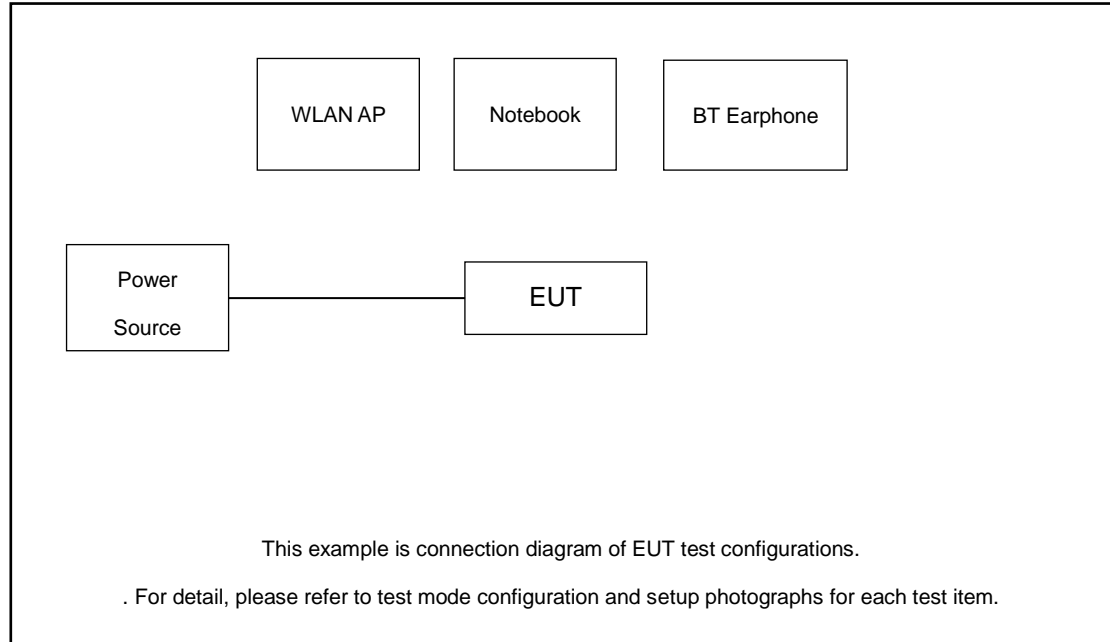 WLAN AP
Notebook
BT Earphone
Power
Source
EUT
This example is connection diagram of EUT test configurations.
. For detail, please refer to test mode configuration and setup photographs for each test item.